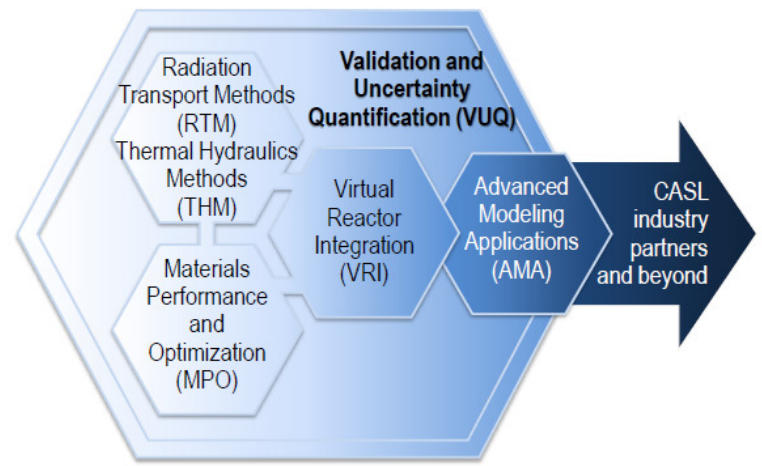 Radiation
Transport Methods
(RTM)
Thermal Hydraulics
Methods
(THM)
Materials
Performance
and
Optimization
(MPO)
Validation and
Uncertainty
Quantification (VUQ)
Virtual
Reactor
Integration
(VRI)
Advanced
Modeling
Applications
(AMA)
CASL
industry
partners
and beyond